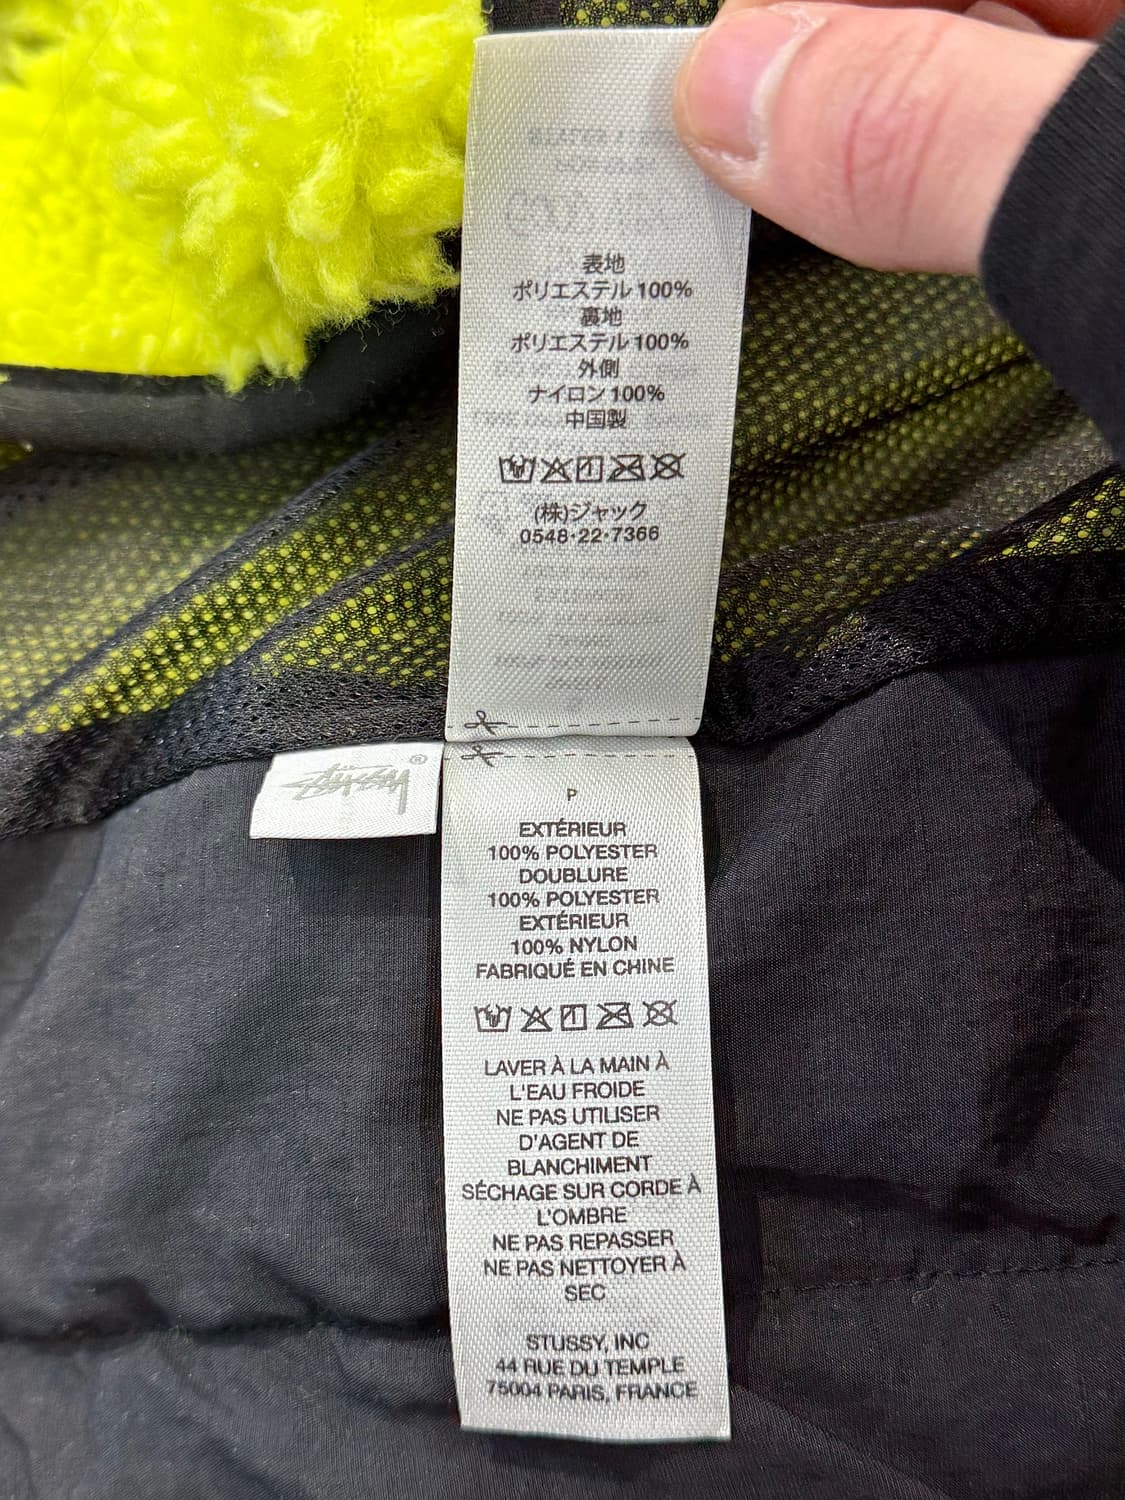 表地
ポリエステル 100%
裏地
ポリエステル 100%
外側
ナイロン 100%
中国製
(株)ジャック
0548·22·7366
®
P
EXTÉRIEUR
100% POLYESTER
DOUBLURE
100% POLYESTER
EXTÉRIEUR
100% NYLON
FABRIQUÉ EN CHINE
LAVER À LA MAIN À
L'EAU FROIDE
NE PAS UTILISER
D'AGENT DE
BLANCHIMENT
SÉCHAGE SUR CORDE À
L'OMBRE
NE PAS REPASSER
NE PAS NETTOYER À
SEC
STUSSY, INC
44 RUE DU TEMPLE
75004 PARIS, FRANCE